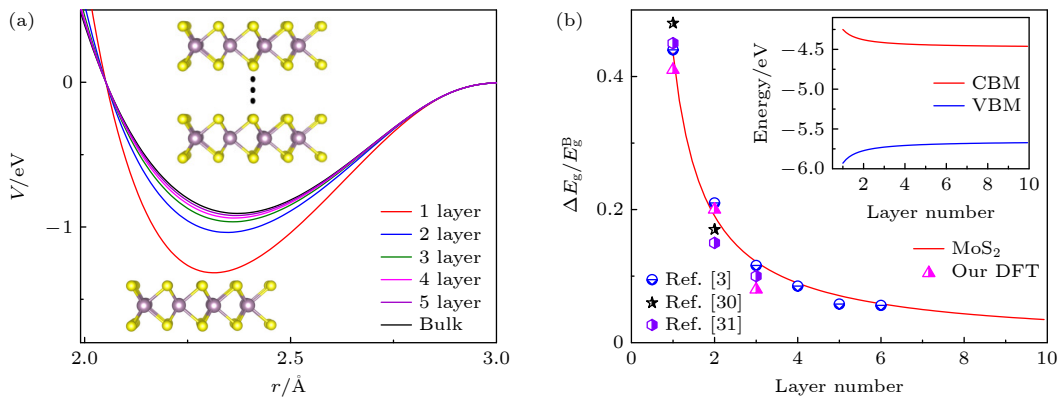 (a)
0
−1
V/eV
1 layer
2 layer
3 layer
4 layer
5 layer
Bulk
2.0
2.5
3.0
r/Å
(b)
0.4
0.2
0
ΔE_g/E_g^B
Ref. [3]
Ref. [30]
Ref. [31]
MoS₂
Our DFT
0
2
4
6
8
10
Layer number
−4.5
−5.0
−5.5
−6.0
Energy/eV
CBM
VBM
2
4
6
8
10
Layer number